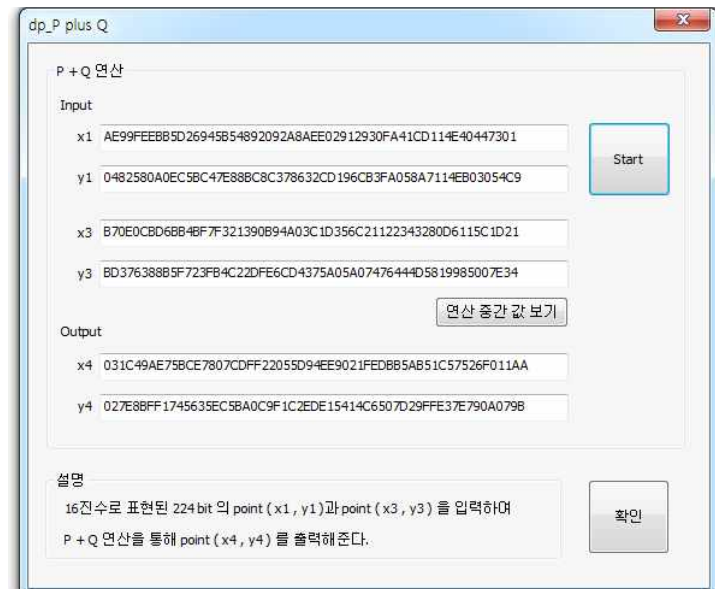 dp_P plus Q
P + Q 연산
Input
x1 AE99FEEBB5D26945B54892092A8AEE02912930FA41CD114E40447301
y1 0482580A0EC5BC47E88BC8C378632CD196CB3FA058A7114EB03054C9
Start
x3 B70E0CBD6BB4BF7F321390B94A03C1D356C21122343280D6115C1D21
y3 BD376388B5F723FB4C22DFE6CD4375A05A07476444D5819985007E34
연산 중간 값 보기
Output
x4 031C49AE75BCE7807CDFF22055D94EE9021FEDBB5AB51C57526F011AA
y4 027E8BFF1745635EC5BA0C9F1C2EDE15414C6507D29FFE37E790A079B
설명
16진수로 표현된 224 bit 의 point ( x1 , y1 )과 point ( x3 , y3 ) 을 입력하며
P + Q 연산을 통해 point ( x4 , y4 ) 를 출력해준다.
확인